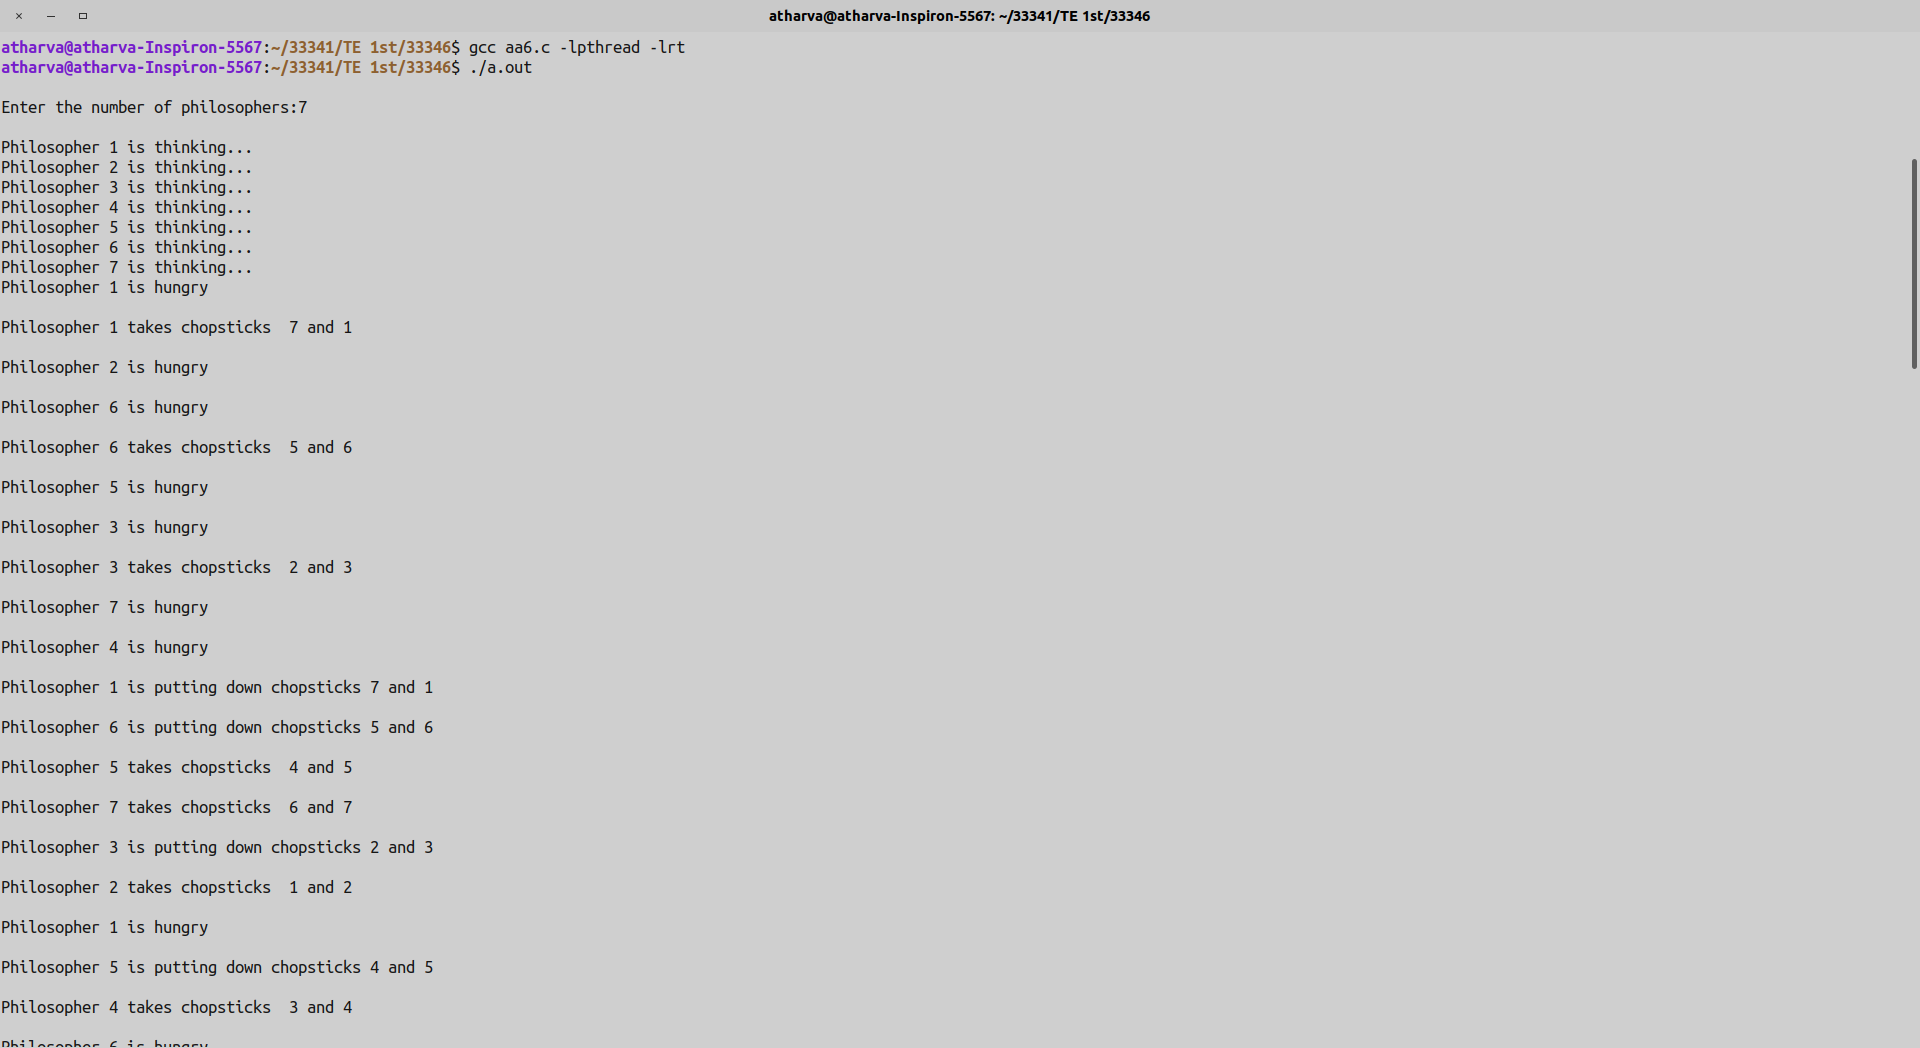 atharva@atharva-Inspiron-5567: ~/33341/TE 1st/33346
atharva@atharva-Inspiron-5567:~/33341/TE 1st/33346$ gcc aa6.c -lpthread -lrt
atharva@atharva-Inspiron-5567:~/33341/TE 1st/33346$ ./a.out
Enter the number of philosophers:7
Philosopher 1 is thinking...
Philosopher 2 is thinking...
Philosopher 3 is thinking...
Philosopher 4 is thinking...
Philosopher 5 is thinking...
Philosopher 6 is thinking...
Philosopher 7 is thinking...
Philosopher 1 is hungry
Philosopher 1 takes chopsticks  7 and 1
Philosopher 2 is hungry
Philosopher 6 is hungry
Philosopher 6 takes chopsticks  5 and 6
Philosopher 5 is hungry
Philosopher 3 is hungry
Philosopher 3 takes chopsticks  2 and 3
Philosopher 7 is hungry
Philosopher 4 is hungry
Philosopher 1 is putting down chopsticks 7 and 1
Philosopher 6 is putting down chopsticks 5 and 6
Philosopher 5 takes chopsticks  4 and 5
Philosopher 7 takes chopsticks  6 and 7
Philosopher 3 is putting down chopsticks 2 and 3
Philosopher 2 takes chopsticks  1 and 2
Philosopher 1 is hungry
Philosopher 5 is putting down chopsticks 4 and 5
Philosopher 4 takes chopsticks  3 and 4
Philosopher 6 is hungry